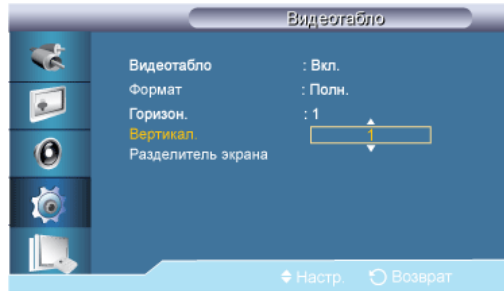 Видеотабло
Видеотабло : Вкл.
Формат : Полн.
Горизон. : 1
Вертикал. 1
Разделитель экрана
Настр. Возврат